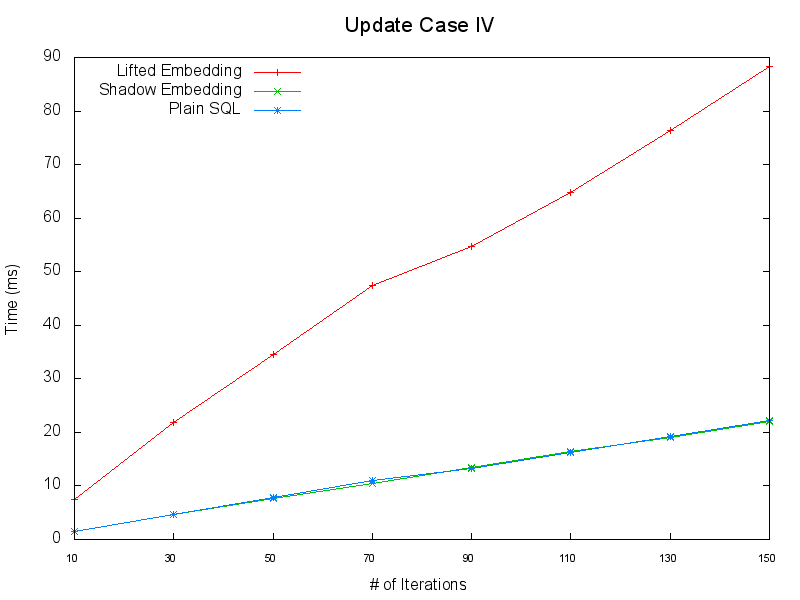 Update Case IV
90
80
70
60
50
40
30
20
10
0
Lifted Embedding
Shadow Embedding
Plain SQL
Time (ms)
10 30 50 70 90 110 130 150
# of Iterations